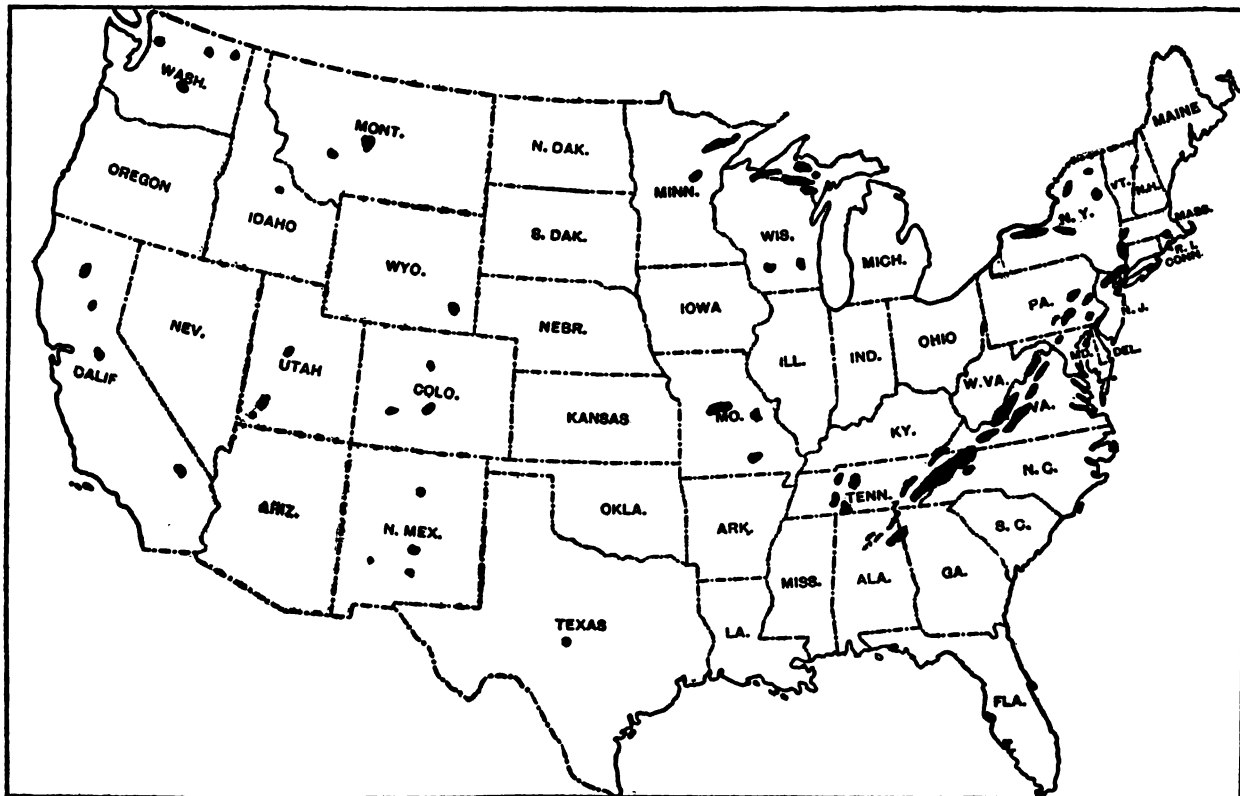 WASH.
MONT.
N. DAK.
MINN.
MAINE
OREGON
IDAHO
S. DAK.
WIS.
MICH.
N. Y.
VT.
N.H.
MASS.
R. I.
CONN.
WYO.
IOWA
NEBR.
NEV.
UTAH
COLO.
DALIF
ILL.
IND.
OHIO
PA.
N. J.
MD.
DEL.
W.VA.
VA.
KANSAS
MO.
KY.
ARIZ.
N. MEX.
OKLA.
ARK.
TENN.
N. C.
S. C.
MISS.
ALA.
GA.
TEXAS
LA.
FLA.